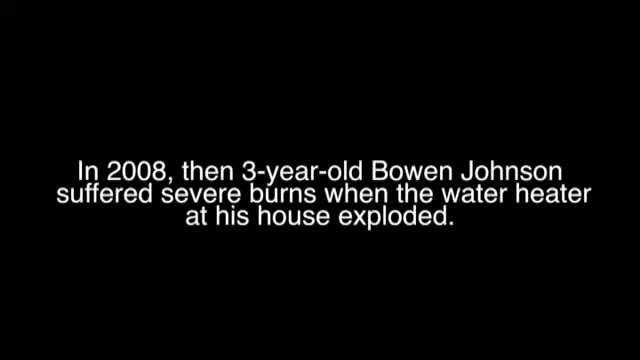 In 2008, then 3-year-old Bowen Johnson
suffered severe burns when the water heater
at his house exploded.